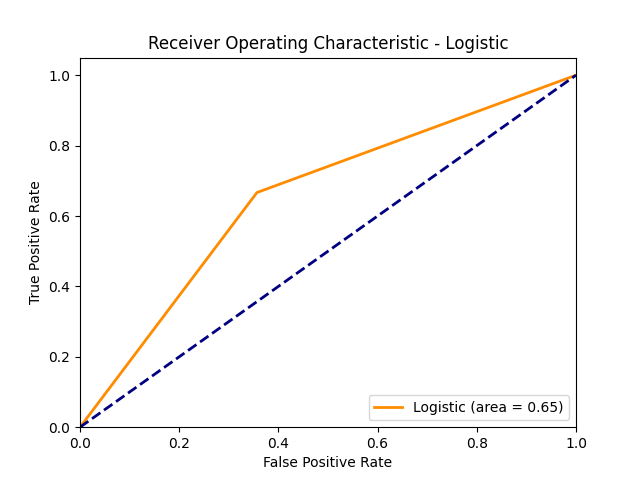 Receiver Operating Characteristic - Logistic
True Positive Rate
1.0
0.8
0.6
0.4
0.2
0.0
0.0 0.2 0.4 0.6 0.8 1.0
False Positive Rate
Logistic (area = 0.65)